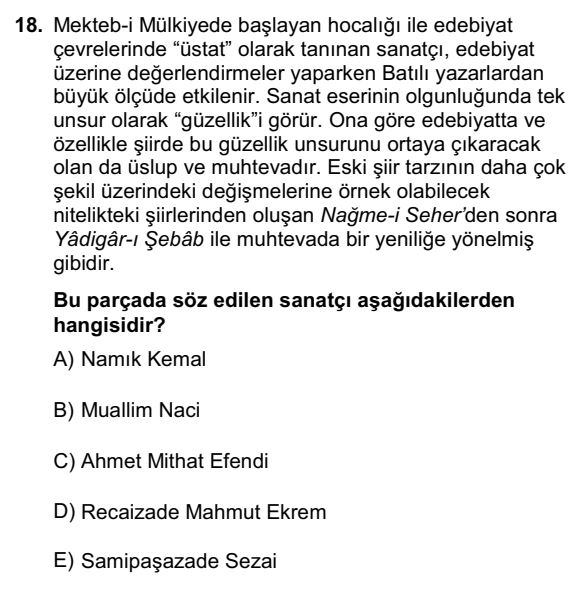 18. Mekteb-i Mülkiyede başlayan hocalığı ile edebiyat
çevrelerinde “üstat” olarak tanınan sanatçı, edebiyat
üzerine değerlendirmeler yaparken Batılı yazarlardan
büyük ölçüde etkilenir. Sanat eserinin olgunluğunda tek
unsur olarak “güzellik”i görür. Ona göre edebiyatta ve
özellikle şiirde bu güzellik unsurunu ortaya çıkaracak
olan da üslup ve muhtevadır. Eski şiir tarzının daha çok
şekil üzerindeki değişmelerine örnek olabilecek
nitelikteki şiirlerinden oluşan Nağme-i Seher’den sonra
Yâdigâr-ı Şebâb ile muhtevada bir yeniliğe yönelmiş
gibidir.
Bu parçada söz edilen sanatçı aşağıdakilerden
hangisidir?
A) Namık Kemal
B) Muallim Naci
C) Ahmet Mithat Efendi
D) Recaizade Mahmut Ekrem
E) Samipaşazade Sezai